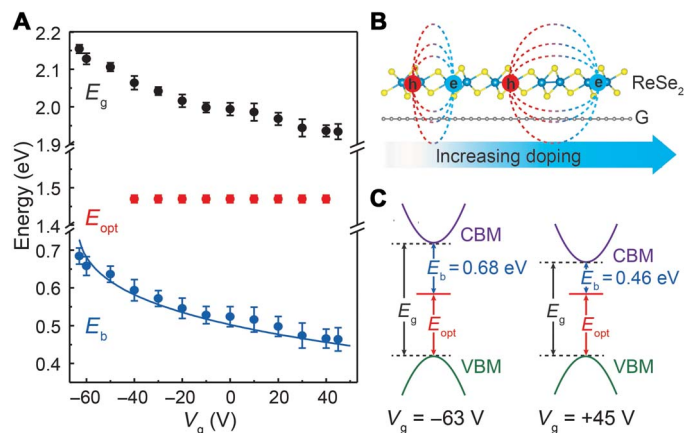 A
2.2
2.1
2.0
1.9
1.5
1.4
0.7
0.6
0.5
0.4
Energy (eV)
Eg
Eopt
Eb
−60 −40 −20 0 20 40
Vg (V)
B
h e h e
ReSe2
G
Increasing doping
C
CBM
Eb = 0.68 eV
Eg
Eopt
VBM
Vg = −63 V
CBM
Eb = 0.46 eV
Eg
Eopt
VBM
Vg = +45 V